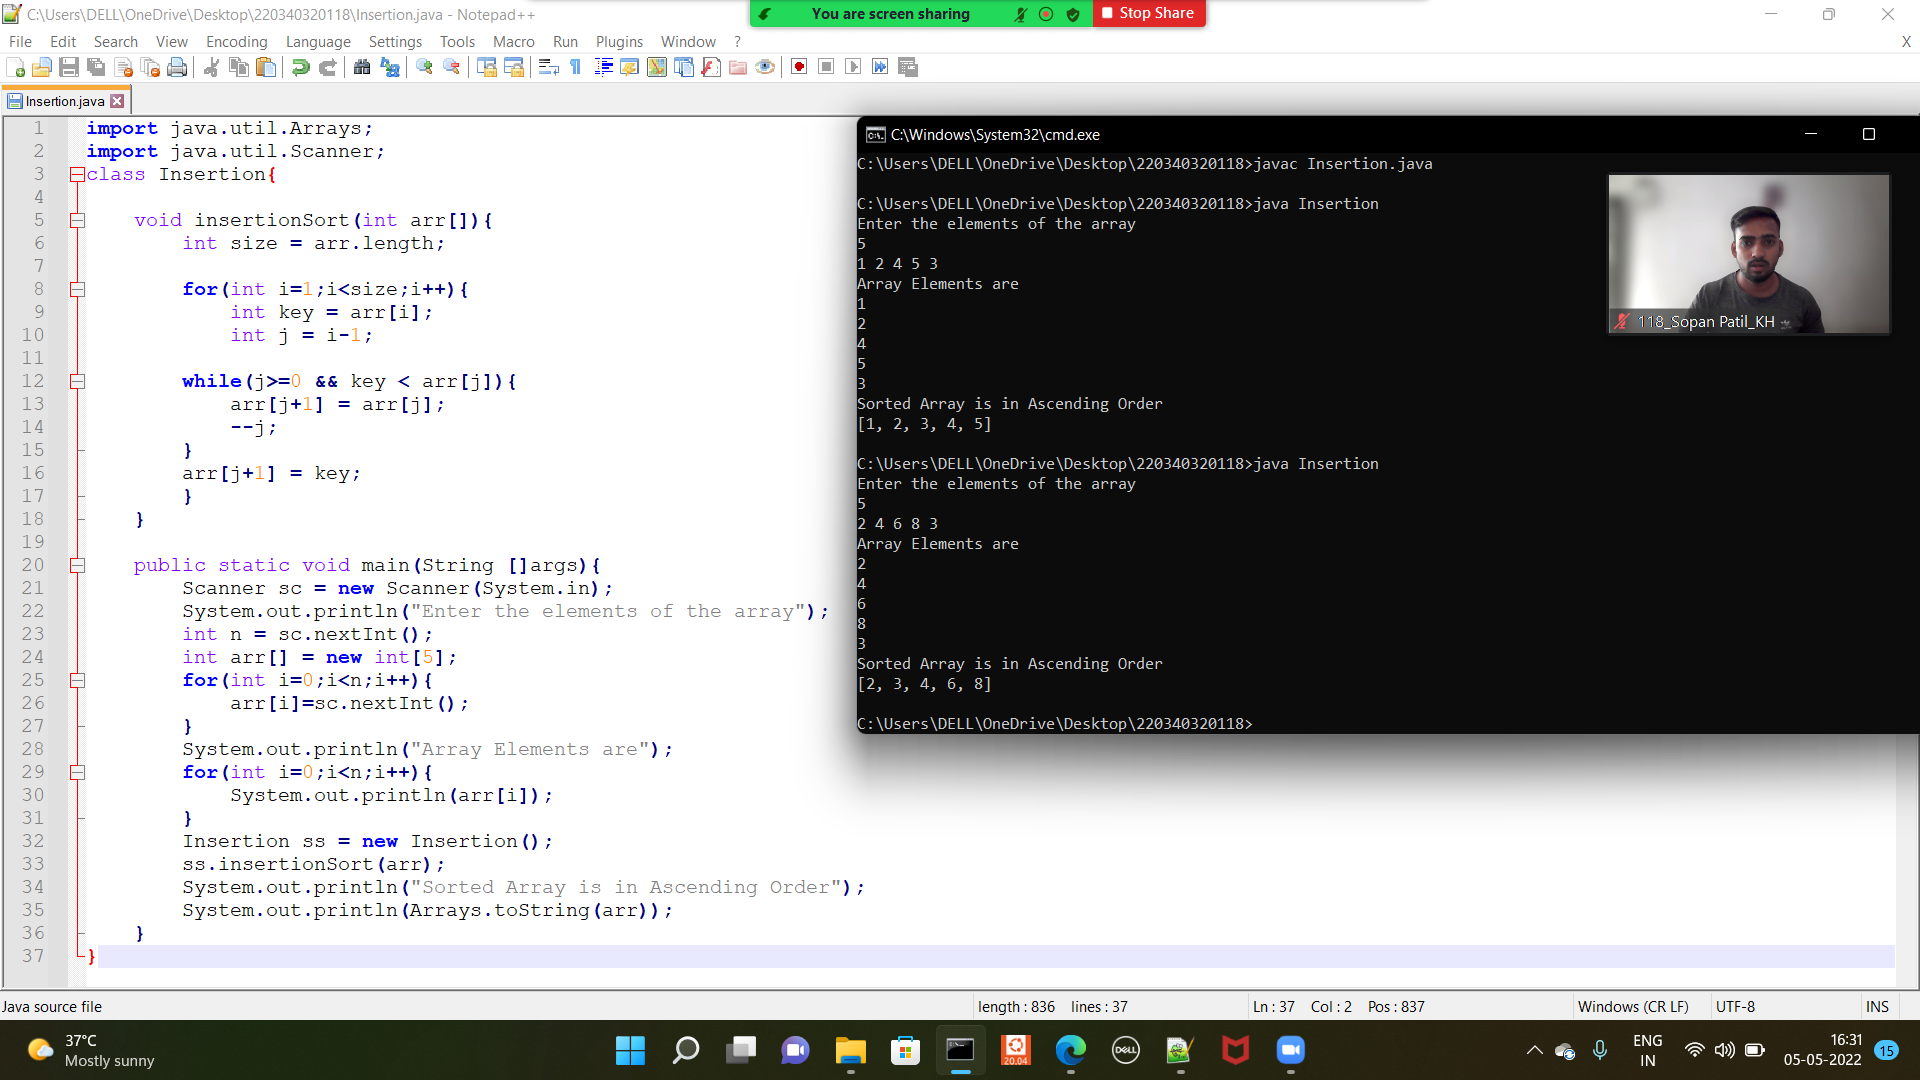 C:\Users\DELL\OneDrive\Desktop\220340320118\Insertion.java - Notepad++
You are screen sharing
Stop Share
File Edit Search View Encoding Language Settings Tools Macro Run Plugins Window ? X
Insertion.java
1 import java.util.Arrays;
2 import java.util.Scanner;
3 class Insertion{
4
5 void insertionSort(int arr[]){
6 int size = arr.length;
7
8 for(int i=1;i<size;i++){
9 int key = arr[i];
10 int j = i-1;
11
12 while(j>=0 && key < arr[j]){
13 arr[j+1] = arr[j];
14 --j;
15 }
16 arr[j+1] = key;
17 }
18 }
19
20 public static void main(String []args){
21 Scanner sc = new Scanner(System.in);
22 System.out.println("Enter the elements of the array");
23 int n = sc.nextInt();
24 int arr[] = new int[5];
25 for(int i=0;i<n;i++){
26 arr[i]=sc.nextInt();
27 }
28 System.out.println("Array Elements are");
29 for(int i=0;i<n;i++){
30 System.out.println(arr[i]);
31 }
32 Insertion ss = new Insertion();
33 ss.insertionSort(arr);
34 System.out.println("Sorted Array is in Ascending Order");
35 System.out.println(Arrays.toString(arr));
36 }
37 }
C:\Windows\System32\cmd.exe
C:\Users\DELL\OneDrive\Desktop\220340320118>javac Insertion.java
C:\Users\DELL\OneDrive\Desktop\220340320118>java Insertion
Enter the elements of the array
5
1 2 4 5 3
Array Elements are
1
2
4
5
3
Sorted Array is in Ascending Order
[1, 2, 3, 4, 5]
C:\Users\DELL\OneDrive\Desktop\220340320118>java Insertion
Enter the elements of the array
5
2 4 6 8 3
Array Elements are
2
4
6
8
3
Sorted Array is in Ascending Order
[2, 3, 4, 6, 8]
C:\Users\DELL\OneDrive\Desktop\220340320118>
118_Sopan Patil_KH
Java source file length : 836 lines : 37 Ln : 37 Col : 2 Pos : 837 Windows (CR LF) UTF-8 INS
37°C
Mostly sunny
20.04
DELL
ENG
IN
16:31
05-05-2022
15